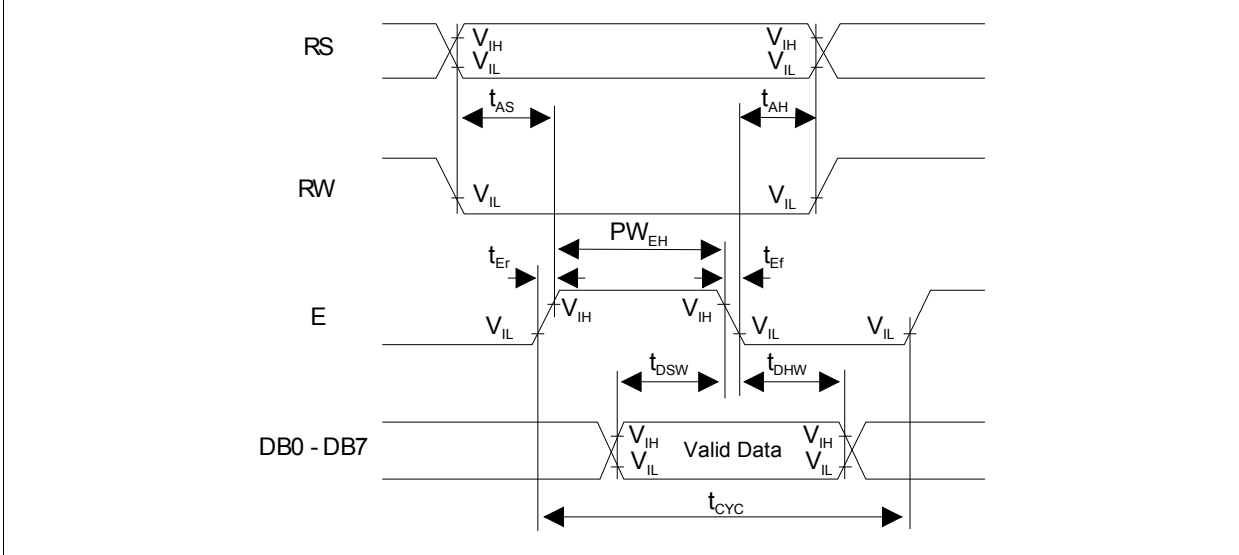 RS
V_IH
V_IL
V_IH
V_IL
t_AS
t_AH
RW
V_IL
V_IL
PW_EH
t_Er
t_Ef
E
V_IL
V_IH
V_IH
V_IL
V_IL
t_DSW
t_DHW
DB0 - DB7
V_IH
V_IL
Valid Data
V_IH
V_IL
t_CYC